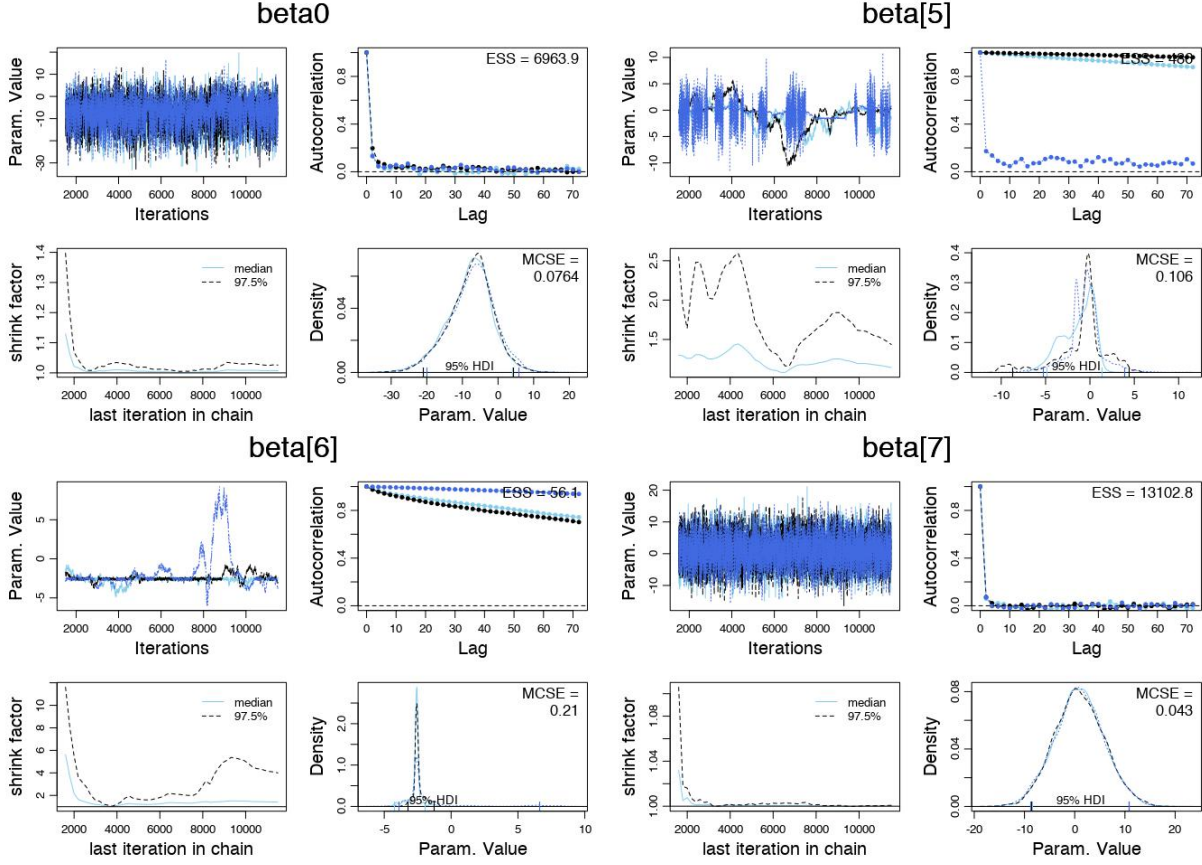 beta0
Param. Value
-30 -10 0 10
2000 4000 6000 8000 10000
Iterations
Autocorrelation
0.0 0.4 0.8
0 10 20 30 40 50 60 70
Lag
ESS = 6963.9
shrink factor
1.0 1.1 1.2 1.3 1.4
2000 4000 6000 8000 10000
last iteration in chain
median
97.5%
Density
0.00 0.04
-30 -20 -10 0 10 20
Param. Value
MCSE =
0.0764
95% HDI
beta[5]
Param. Value
-10 -5 0 5 10
2000 4000 6000 8000 10000
Iterations
Autocorrelation
0.0 0.4 0.8
0 10 20 30 40 50 60 70
Lag
ESS = 480
shrink factor
1.5 2.0 2.5
2000 4000 6000 8000 10000
last iteration in chain
median
97.5%
Density
0.0 0.1 0.2 0.3 0.4
-10 -5 0 5 10
Param. Value
MCSE =
0.106
95% HDI
beta[6]
Param. Value
-5 0 5
2000 4000 6000 8000 10000
Iterations
Autocorrelation
0.0 0.4 0.8
0 10 20 30 40 50 60 70
Lag
ESS = 56.1
shrink factor
2 4 6 8 10
2000 4000 6000 8000 10000
last iteration in chain
median
97.5%
Density
0.0 1.0 2.0
-5 0 5 10
Param. Value
MCSE =
0.21
95% HDI
beta[7]
Param. Value
-10 0 5 10 20
2000 4000 6000 8000 10000
Iterations
Autocorrelation
0.0 0.4 0.8
0 10 20 30 40 50 60 70
Lag
ESS = 13102.8
shrink factor
1.00 1.04 1.08
2000 4000 6000 8000 10000
last iteration in chain
median
97.5%
Density
0.00 0.04 0.08
-20 -10 0 10 20
Param. Value
MCSE =
0.043
95% HDI